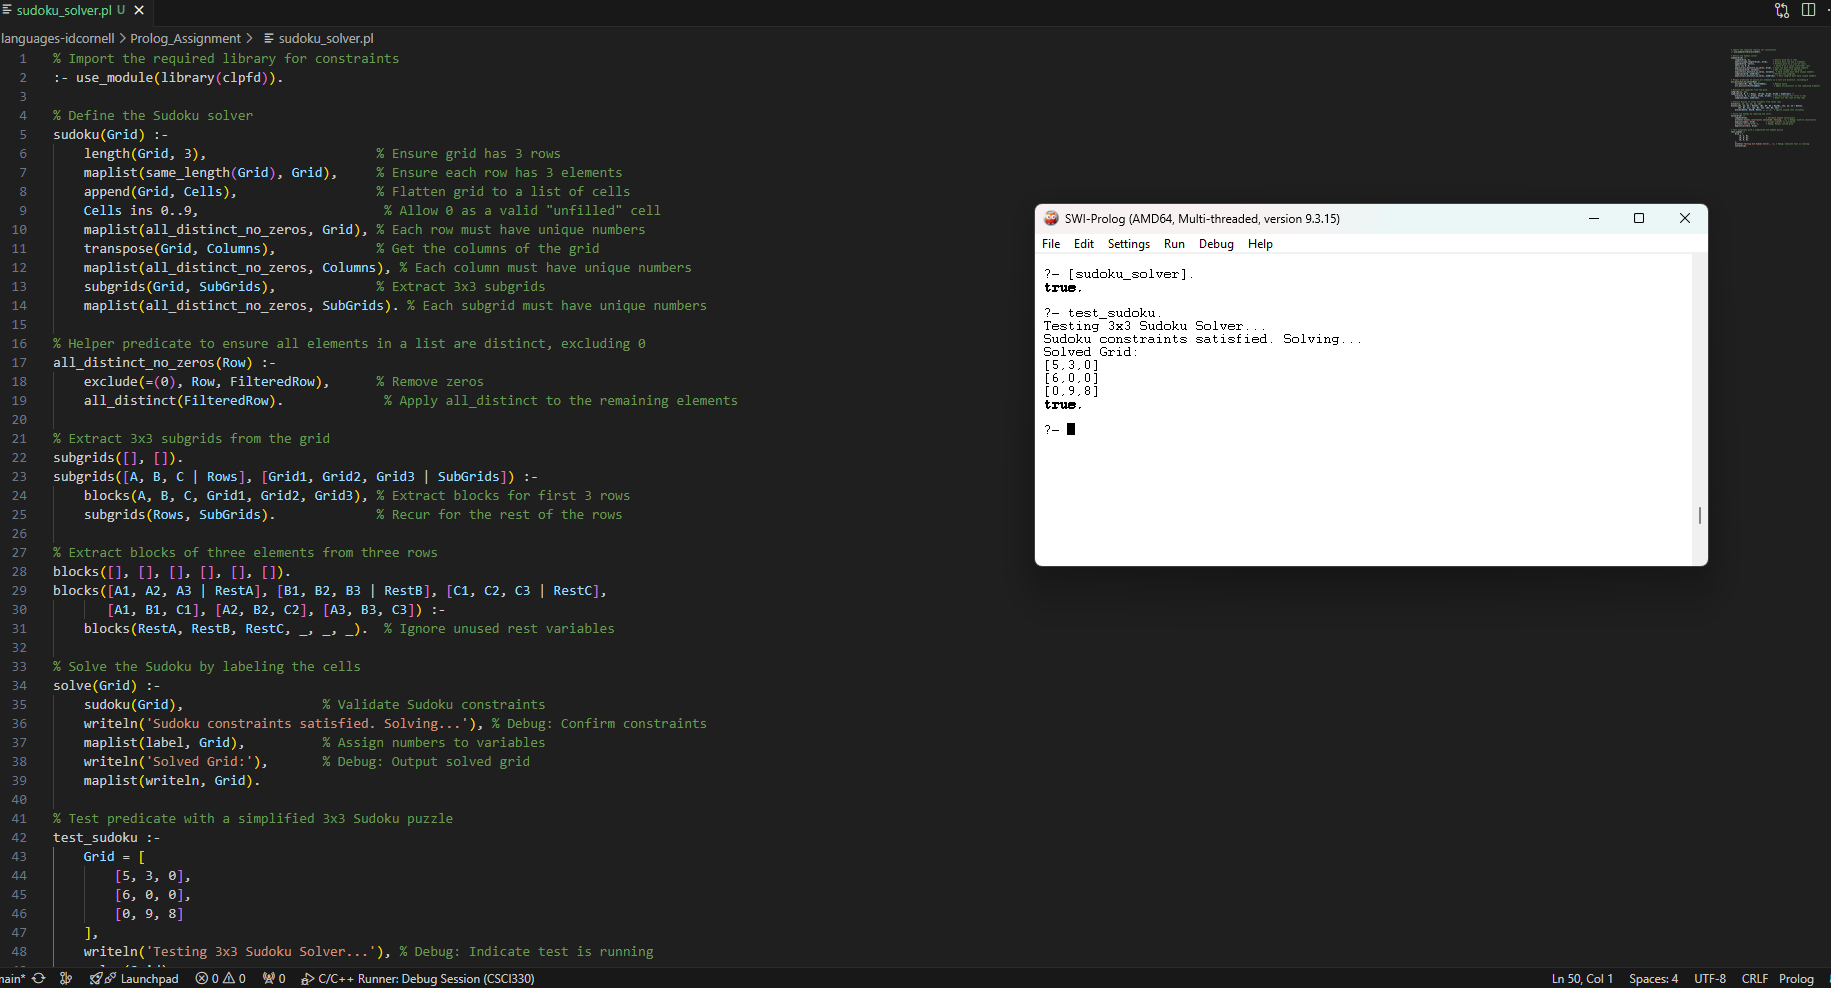 sudoku_solver.pl U
languages-idcornell > Prolog_Assignment > sudoku_solver.pl
1 % Import the required library for constraints
2 :- use_module(library(clpfd)).
3
4 % Define the Sudoku solver
5 sudoku(Grid) :-
6 length(Grid, 3), % Ensure grid has 3 rows
7 maplist(same_length(Grid), Grid), % Ensure each row has 3 elements
8 append(Grid, Cells), % Flatten grid to a list of cells
9 Cells ins 0..9, % Allow 0 as a valid "unfilled" cell
10 maplist(all_distinct_no_zeros, Grid), % Each row must have unique numbers
11 transpose(Grid, Columns), % Get the columns of the grid
12 maplist(all_distinct_no_zeros, Columns), % Each column must have unique numbers
13 subgrids(Grid, SubGrids), % Extract 3x3 subgrids
14 maplist(all_distinct_no_zeros, SubGrids). % Each subgrid must have unique numbers
15
16 % Helper predicate to ensure all elements in a list are distinct, excluding 0
17 all_distinct_no_zeros(Row) :-
18 exclude(=(0), Row, FilteredRow), % Remove zeros
19 all_distinct(FilteredRow). % Apply all_distinct to the remaining elements
20
21 % Extract 3x3 subgrids from the grid
22 subgrids([], []).
23 subgrids([A, B, C | Rows], [Grid1, Grid2, Grid3 | SubGrids]) :-
24 blocks(A, B, C, Grid1, Grid2, Grid3), % Extract blocks for first 3 rows
25 subgrids(Rows, SubGrids). % Recur for the rest of the rows
26
27 % Extract blocks of three elements from three rows
28 blocks([], [], [], [], [], []).
29 blocks([A1, A2, A3 | RestA], [B1, B2, B3 | RestB], [C1, C2, C3 | RestC],
30 [A1, B1, C1], [A2, B2, C2], [A3, B3, C3]) :-
31 blocks(RestA, RestB, RestC, _, _, _). % Ignore unused rest variables
32
33 % Solve the Sudoku by labeling the cells
34 solve(Grid) :-
35 sudoku(Grid), % Validate Sudoku constraints
36 writeln('Sudoku constraints satisfied. Solving...'), % Debug: Confirm constraints
37 maplist(label, Grid), % Assign numbers to variables
38 writeln('Solved Grid:'), % Debug: Output solved grid
39 maplist(writeln, Grid).
40
41 % Test predicate with a simplified 3x3 Sudoku puzzle
42 test_sudoku :-
43 Grid = [
44 [5, 3, 0],
45 [6, 0, 0],
46 [0, 9, 8]
47 ],
48 writeln('Testing 3x3 Sudoku Solver...'), % Debug: Indicate test is running
SWI-Prolog (AMD64, Multi-threaded, version 9.3.15)
File Edit Settings Run Debug Help
?- [sudoku_solver].
true.
?- test_sudoku.
Testing 3x3 Sudoku Solver...
Sudoku constraints satisfied. Solving...
Solved Grid:
[5,3,0]
[6,0,0]
[0,9,8]
true.
?-
main* Launchpad 0 0 0 C/C++ Runner: Debug Session (CSCI330) Ln 50, Col 1 Spaces: 4 UTF-8 CRLF Prolog